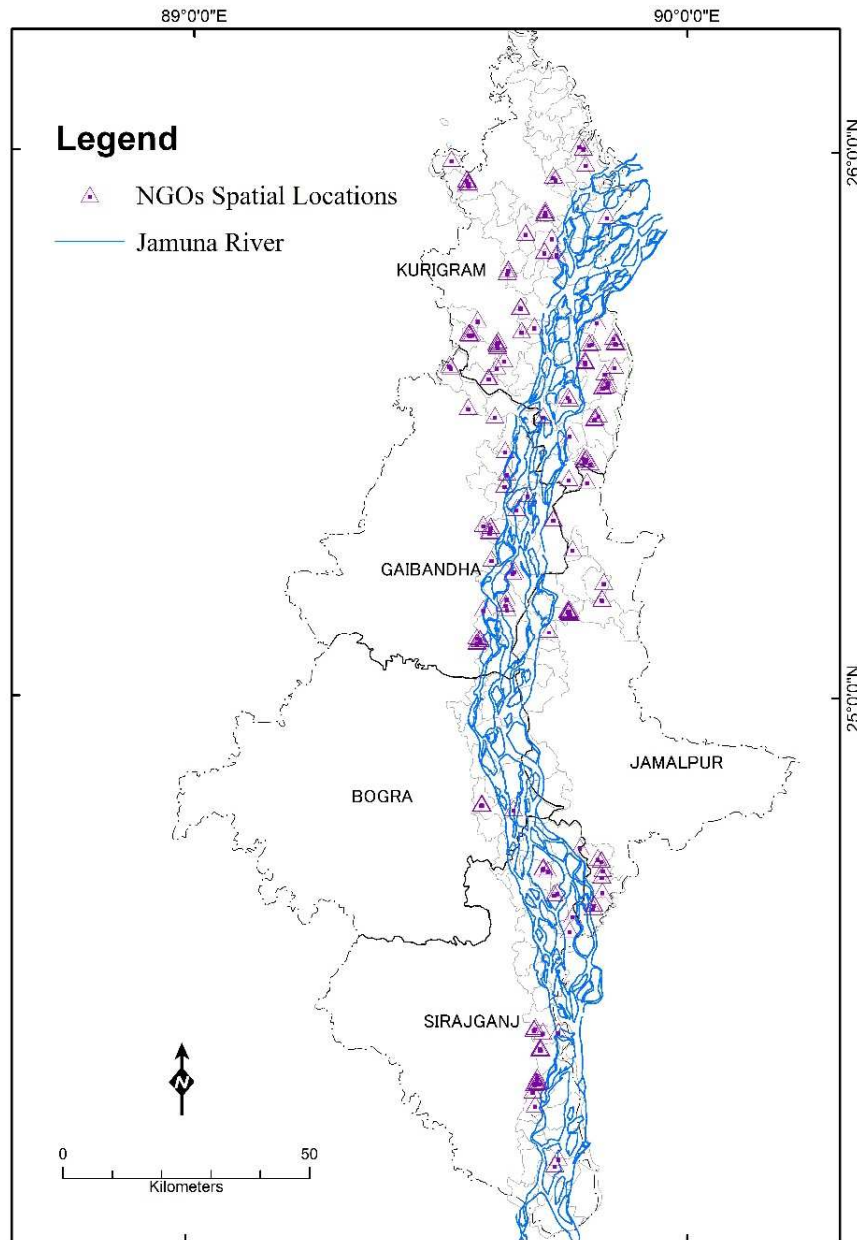 89°0'0"E
90°0'0"E
Legend
NGOs Spatial Locations
Jamuna River
26°0'0"N
KURIGRAM
GAIBANDHA
25°0'0"N
JAMALPUR
BOGRA
SIRAJGANJ
N
0 50
Kilometers